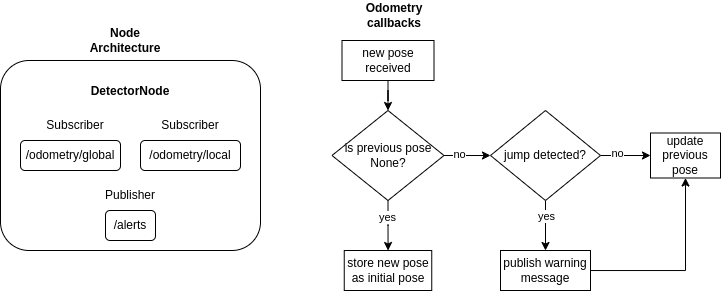 Node
Architecture
DetectorNode
Subscriber
Subscriber
/odometry/global
/odometry/local
Publisher
/alerts
Odometry
callbacks
new pose
received
is previous pose
None?
no
jump detected?
no
update
previous
pose
yes
yes
store new pose
as initial pose
publish warning
message